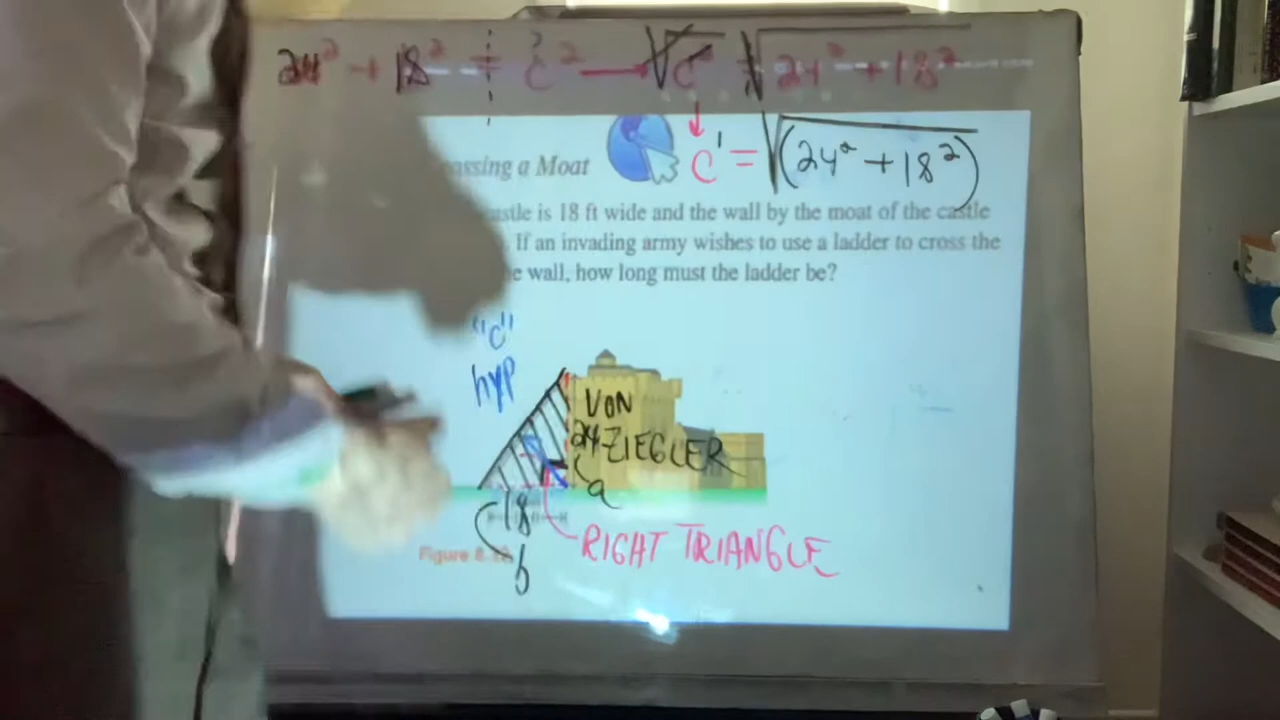 24² + 18² = c² → √c² = √24² + 18²
ssing a Moat
c¹ = √(24² + 18²)
stle is 18 ft wide and the wall by the moat of the castle
If an invading army wishes to use a ladder to cross the
e wall, how long must the ladder be?
"c"
hyp
VON
24 ZIEGLER
a
18
RIGHT TRIANGLE
Figure
b